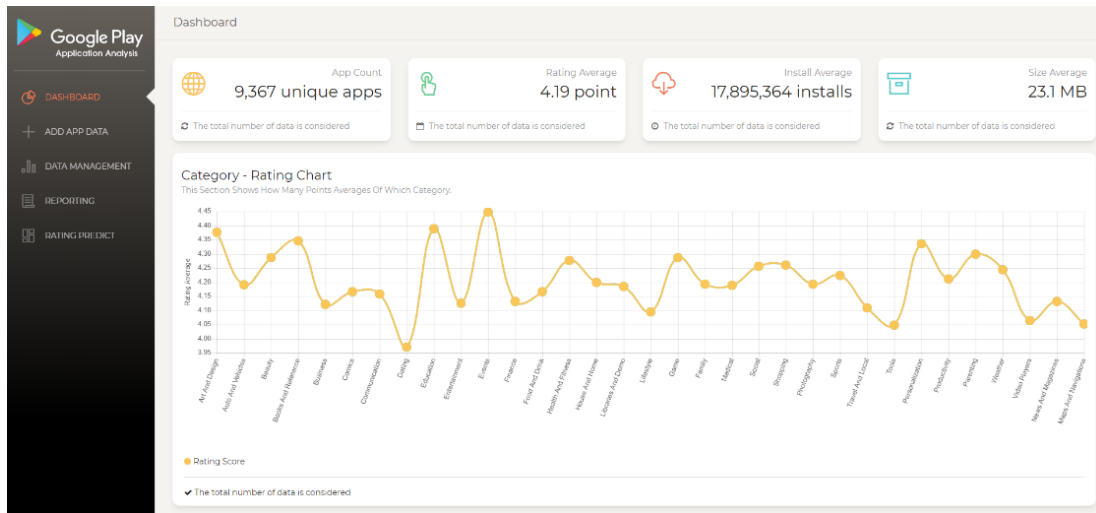 Google Play
Application Analysis
DASHBOARD
ADD APP DATA
DATA MANAGEMENT
REPORTING
RATING PREDICT
Dashboard
App Count
9,367 unique apps
The total number of data is considered
Rating Average
4.19 point
The total number of data is considered
Install Average
17,895,364 installs
The total number of data is considered
Size Average
23.1 MB
The total number of data is considered
Category - Rating Chart
This Section Shows How Many Points Averages Of Which Category.
Rating Average
4.45
4.40
4.35
4.30
4.25
4.20
4.15
4.10
4.05
4.00
3.95
Art And Design
Auto And Vehicles
Beauty
Books And Reference
Business
Comics
Communication
Dating
Education
Entertainment
Events
Finance
Food And Drink
Health And Fitness
House And Home
Libraries And Demo
Lifestyle
Game
Family
Medical
Social
Shopping
Photography
Sports
Travel And Local
Tools
Personalization
Productivity
Parenting
Weather
Video Players
News And Magazines
Maps And Navigations
Rating Score
The total number of data is considered